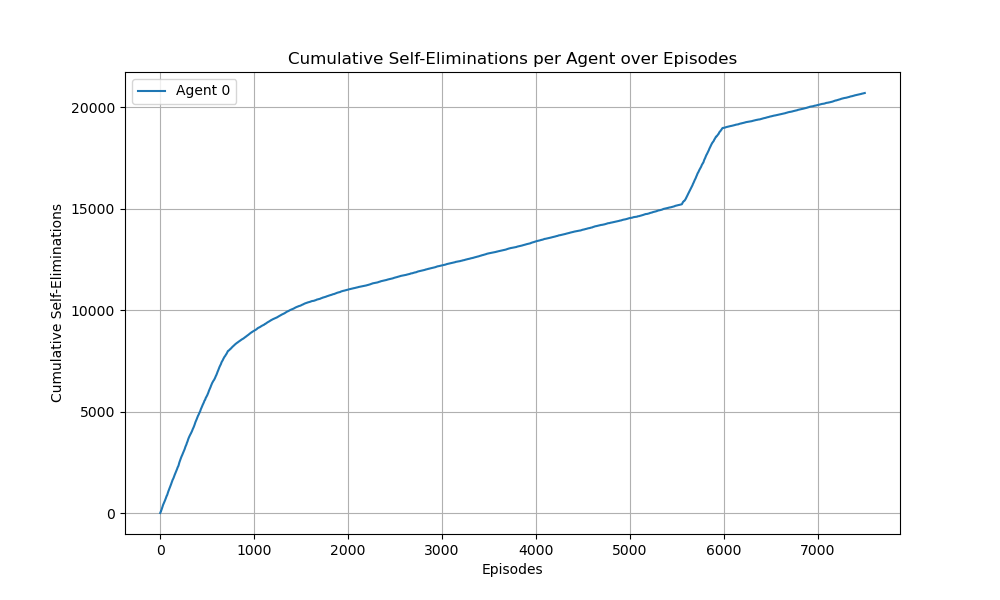 Cumulative Self-Eliminations per Agent over Episodes
Agent 0
20000
15000
10000
5000
0
Cumulative Self-Eliminations
0 1000 2000 3000 4000 5000 6000 7000
Episodes